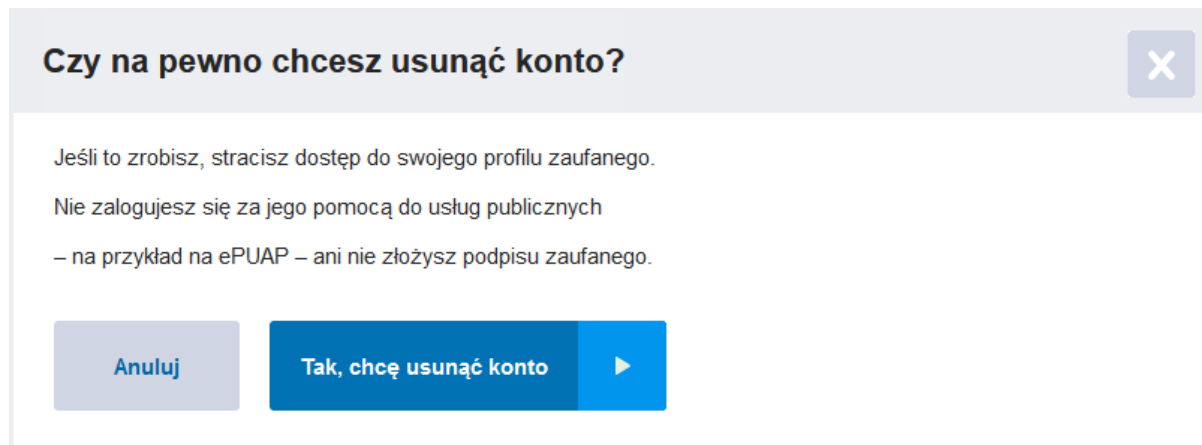 Czy na pewno chcesz usunąć konto?
Jeśli to zrobisz, stracisz dostęp do swojego profilu zaufanego.
Nie zalogujesz się za jego pomocą do usług publicznych
– na przykład na ePUAP – ani nie złożysz podpisu zaufanego.
Anuluj
Tak, chcę usunąć konto